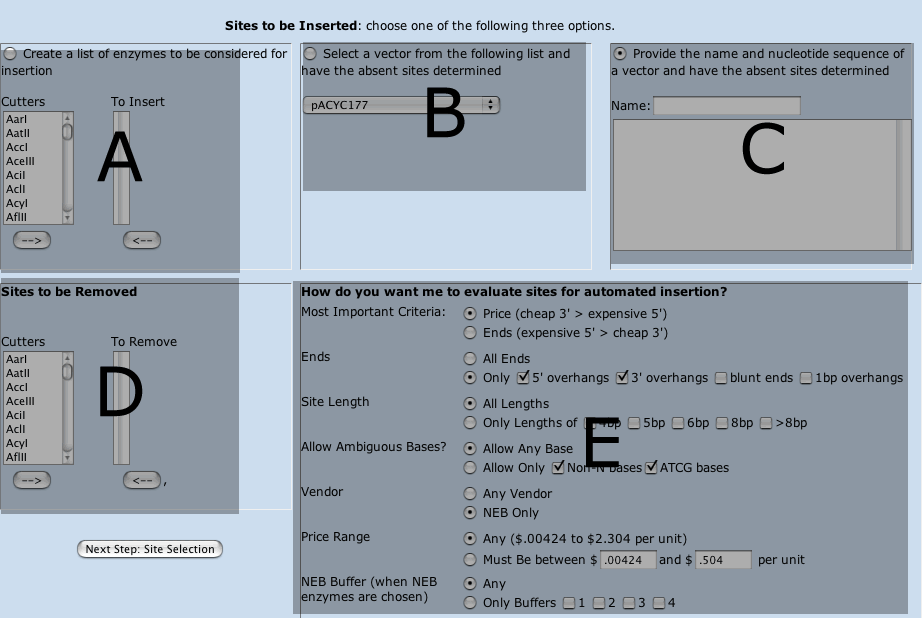 Sites to be Inserted: choose one of the following three options.
Create a list of enzymes to be considered for
insertion
Cutters To Insert
AarI
AatII
AccI
AceIII
AciI
AclI
AcyI
AflII
--> <--
A
Select a vector from the following list and
have the absent sites determined
pACYC177
B
Provide the name and nucleotide sequence of
a vector and have the absent sites determined
Name:
C
Sites to be Removed
Cutters To Remove
AarI
AatII
AccI
AceIII
AciI
AclI
AcyI
AflII
--> <-- ,
D
Next Step: Site Selection
How do you want me to evaluate sites for automated insertion?
Most Important Criteria: Price (cheap 3' > expensive 5')
Ends (expensive 5' > cheap 3')
Ends All Ends
Only 5' overhangs 3' overhangs blunt ends 1bp overhangs
Site Length All Lengths
Only Lengths of 4bp 5bp 6bp 8bp >8bp
E
Allow Ambiguous Bases? Allow Any Base
Allow Only Non-N bases ATCG bases
Vendor Any Vendor
NEB Only
Price Range Any ($.00424 to $2.304 per unit)
Must Be between $ .00424 and $ .504 per unit
NEB Buffer (when NEB Any
enzymes are chosen) Only Buffers 1 2 3 4